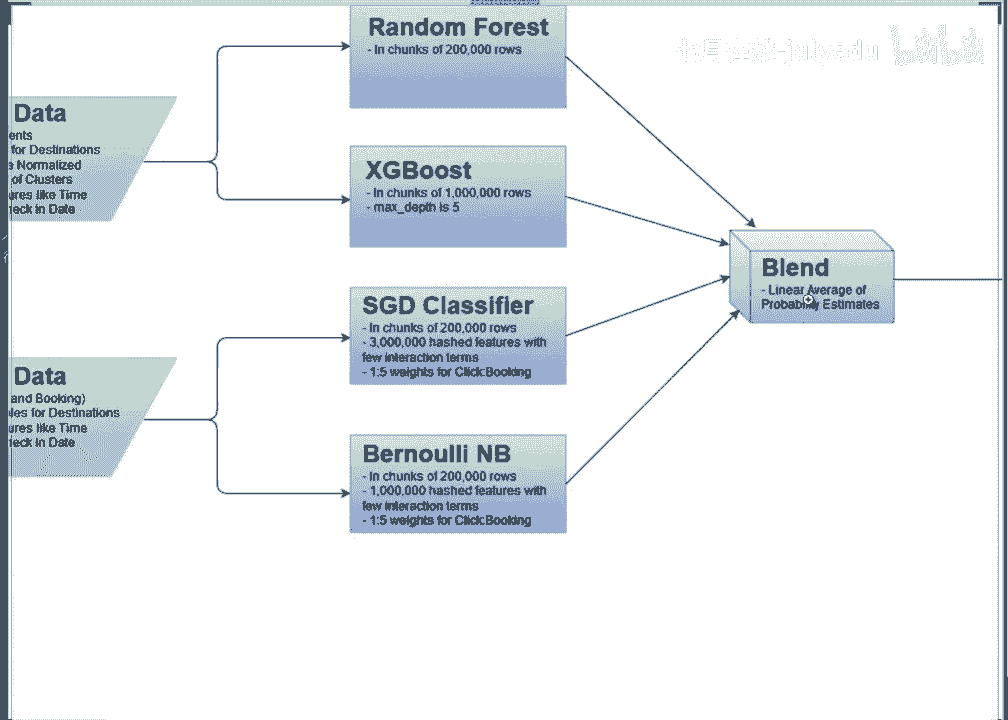 Random Forest
- In chunks of 200,000 rows
Data
ents
for Destinations
Normalized
of Clusters
ures like Time
heck in Date
XGBoost
- In chunks of 1,000,000 rows
- max_depth is 5
Blend
- Linear Average of
Probability Estimates
SGD Classifier
- In chunks of 200,000 rows
- 3,000,000 hashed features with
few interaction terms
- 1:5 weights for Click:Booking
Data
and Booking)
les for Destinations
ures like Time
heck in Date
Bernoulli NB
- In chunks of 200,000 rows
- 1,000,000 hashed features with
few interaction terms
- 1:5 weights for Click:Booking